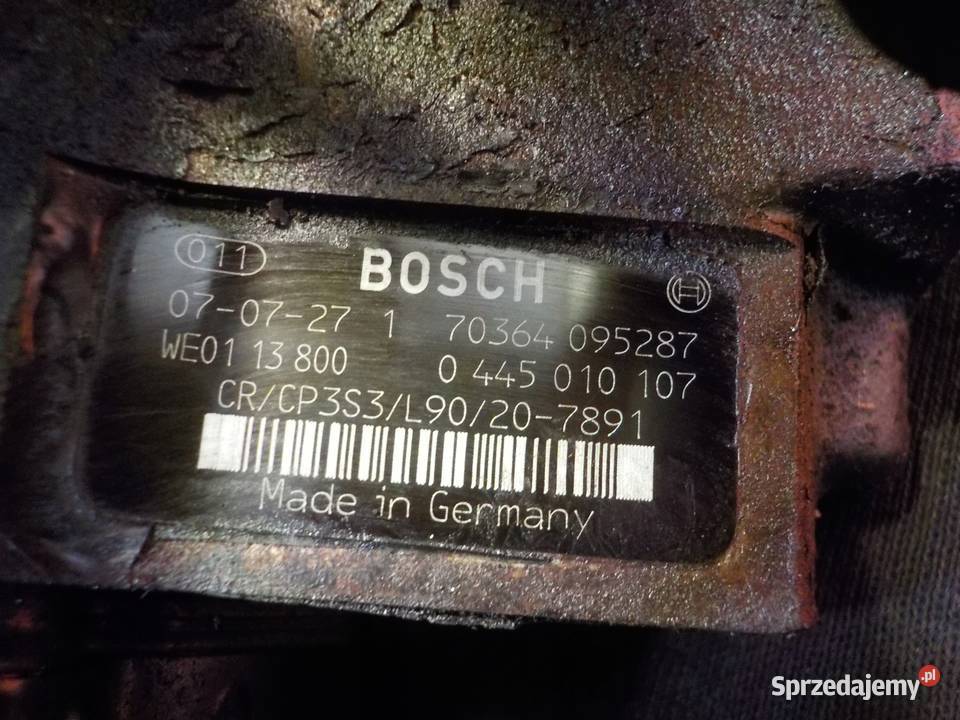 011 BOSCH H
07-07-27 1 70364 095287
WE01 13 800 0 445 010 107
CR/CP3S3/L90/20-7891
Made in Germany
Sprzedajemy.pl